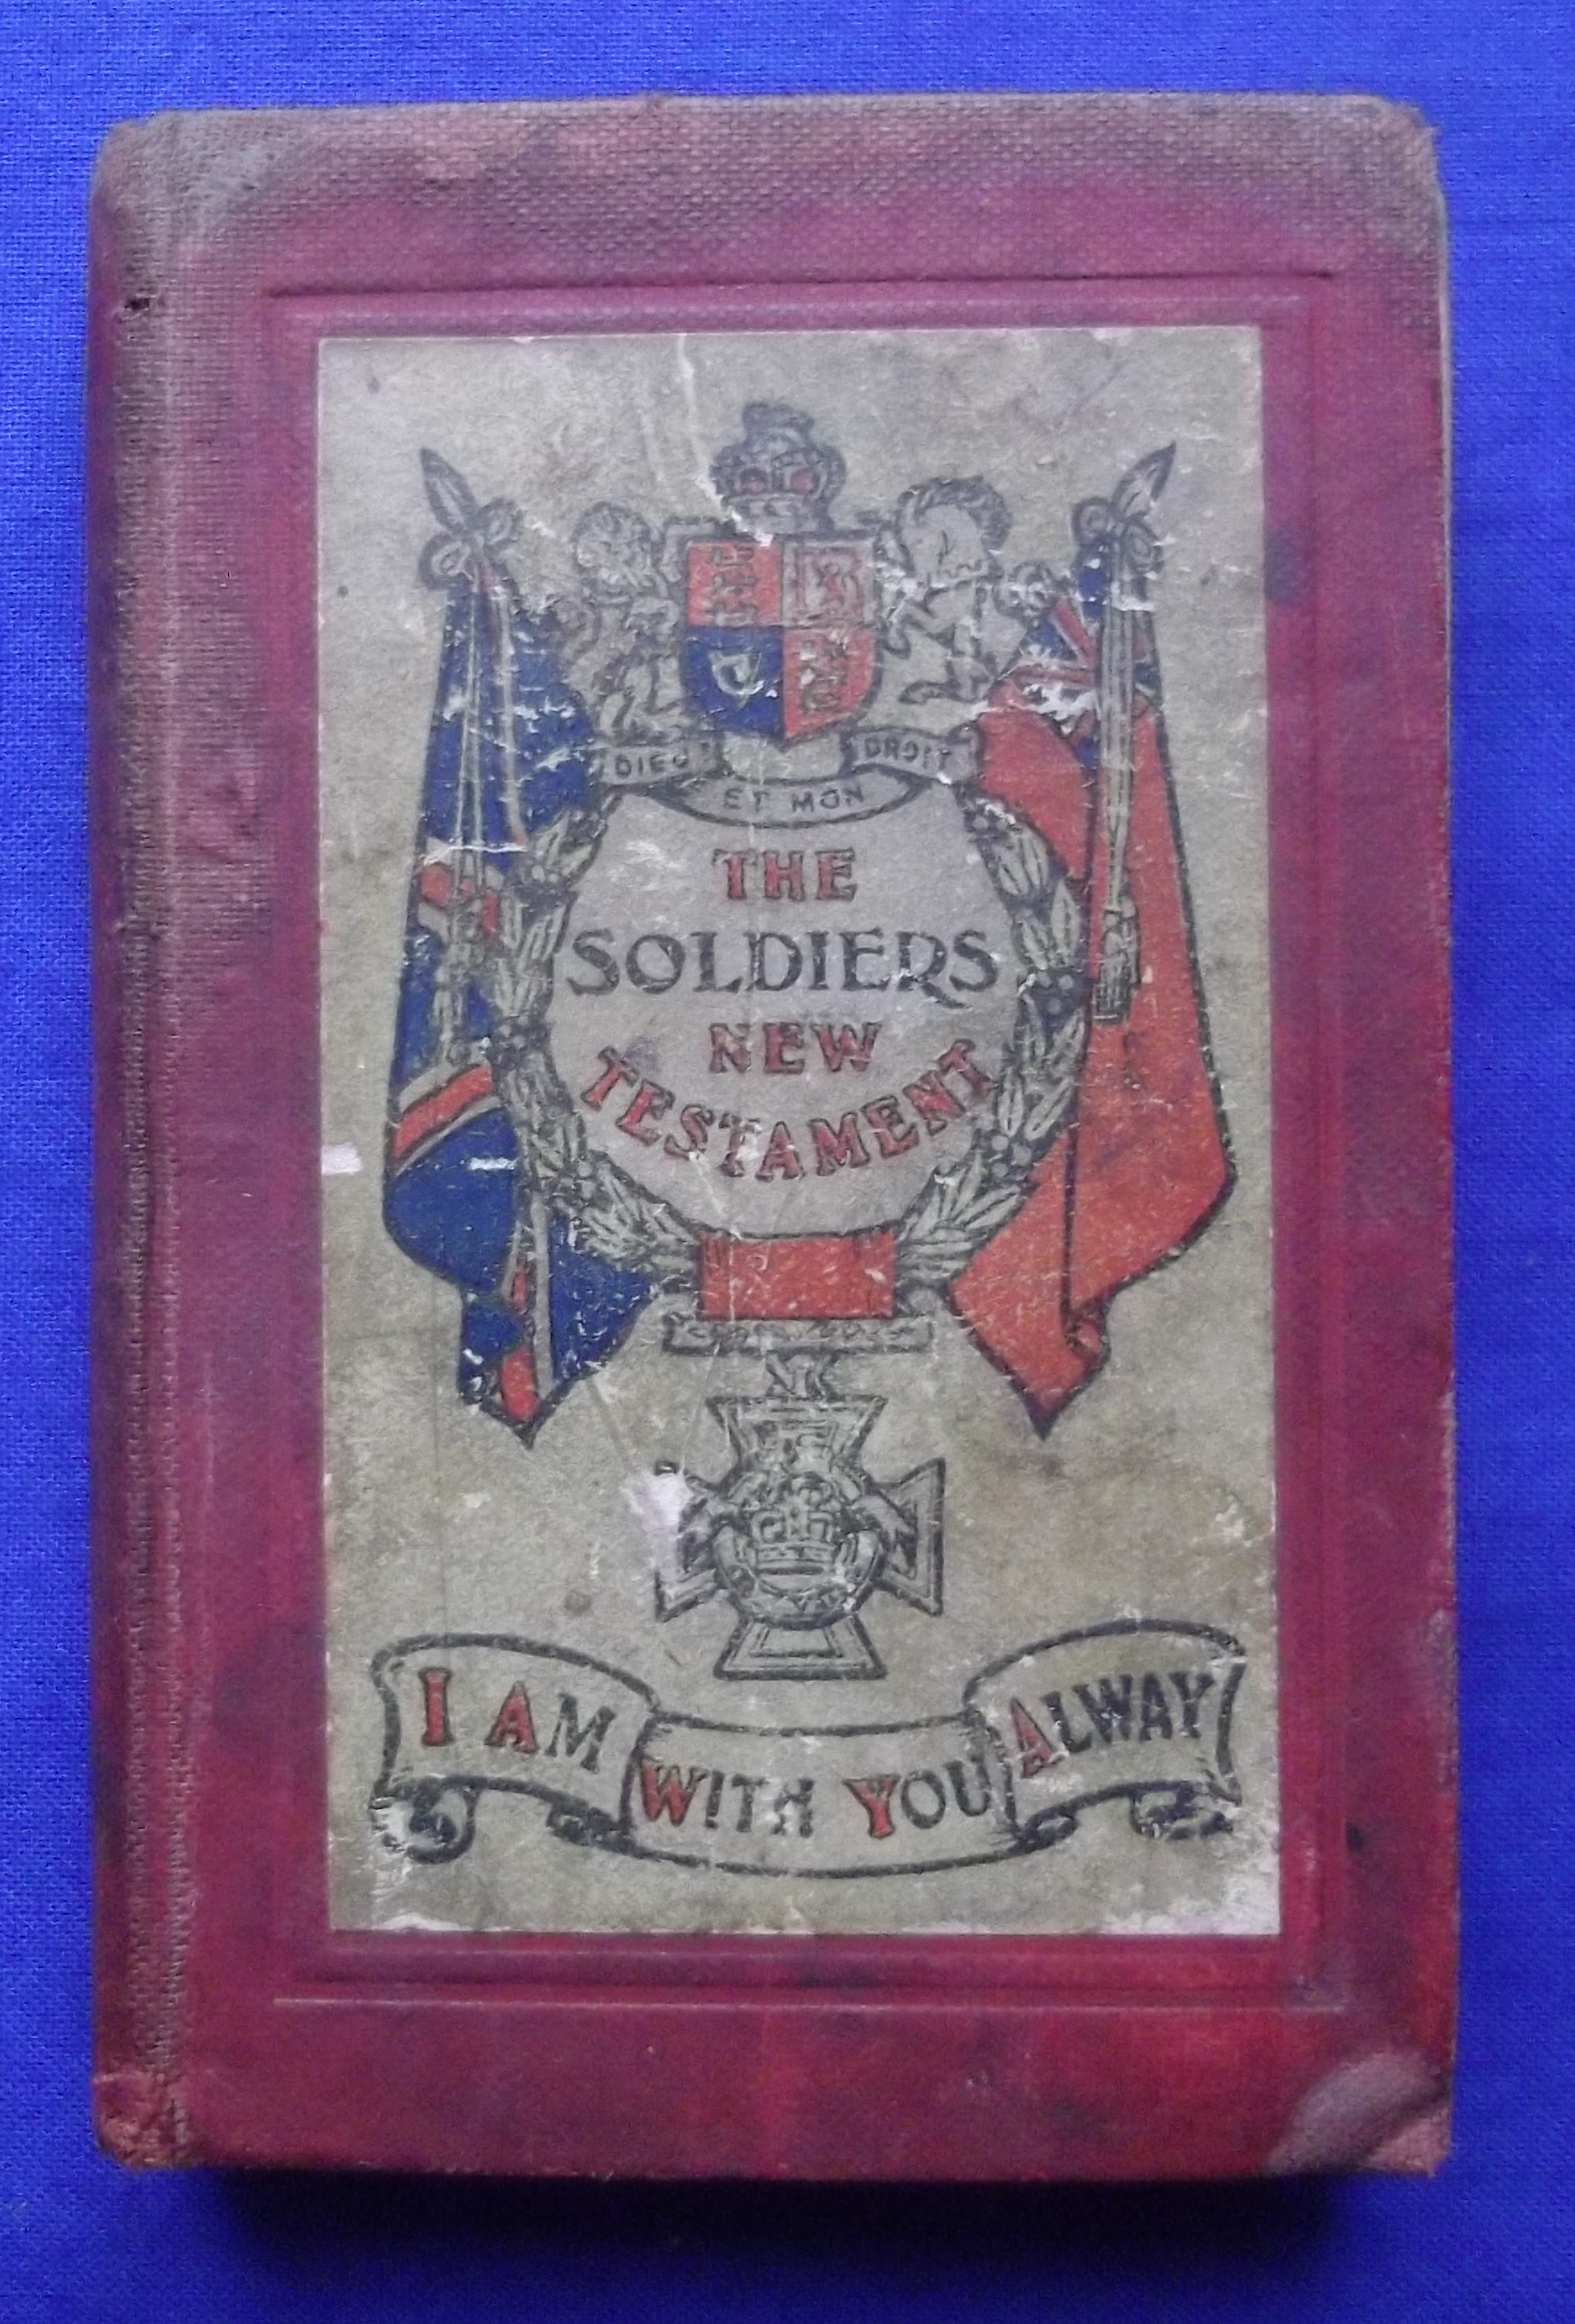 DIEU
ET MON
DROIT
THE
SOLDIERS
NEW
TESTAMENT
I AM
WITH YOU
ALWAY